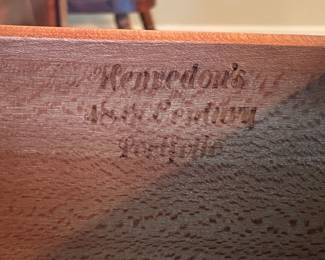 Henredon's
18th Century
Portfolio